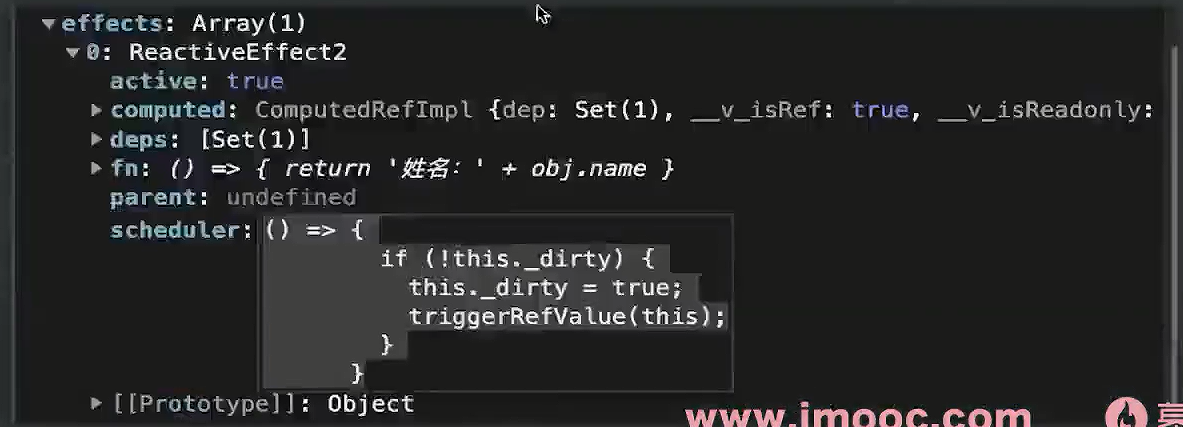 effects: Array(1)
0: ReactiveEffect2
active: true
computed: ComputedRefImpl {dep: Set(1), __v_isRef: true, __v_isReadonly:
deps: [Set(1)]
fn: () => { return '姓名：' + obj.name }
parent: undefined
scheduler: () => {
if (!this._dirty) {
this._dirty = true;
triggerRefValue(this);
}
}
[[Prototype]]: Object
www.imooc.com